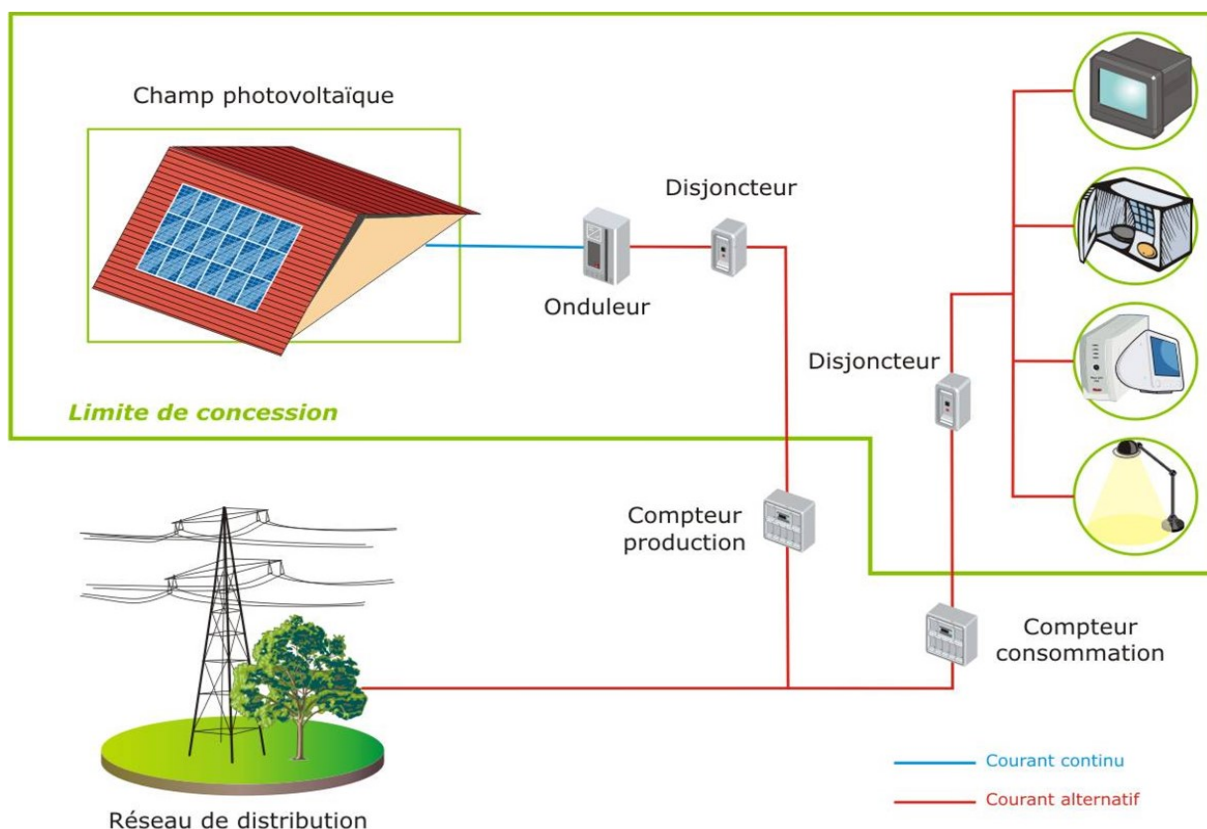 Champ photovoltaïque
Disjoncteur
Onduleur
Disjoncteur
Limite de concession
Compteur
production
Compteur
consommation
Courant continu
Courant alternatif
Réseau de distribution